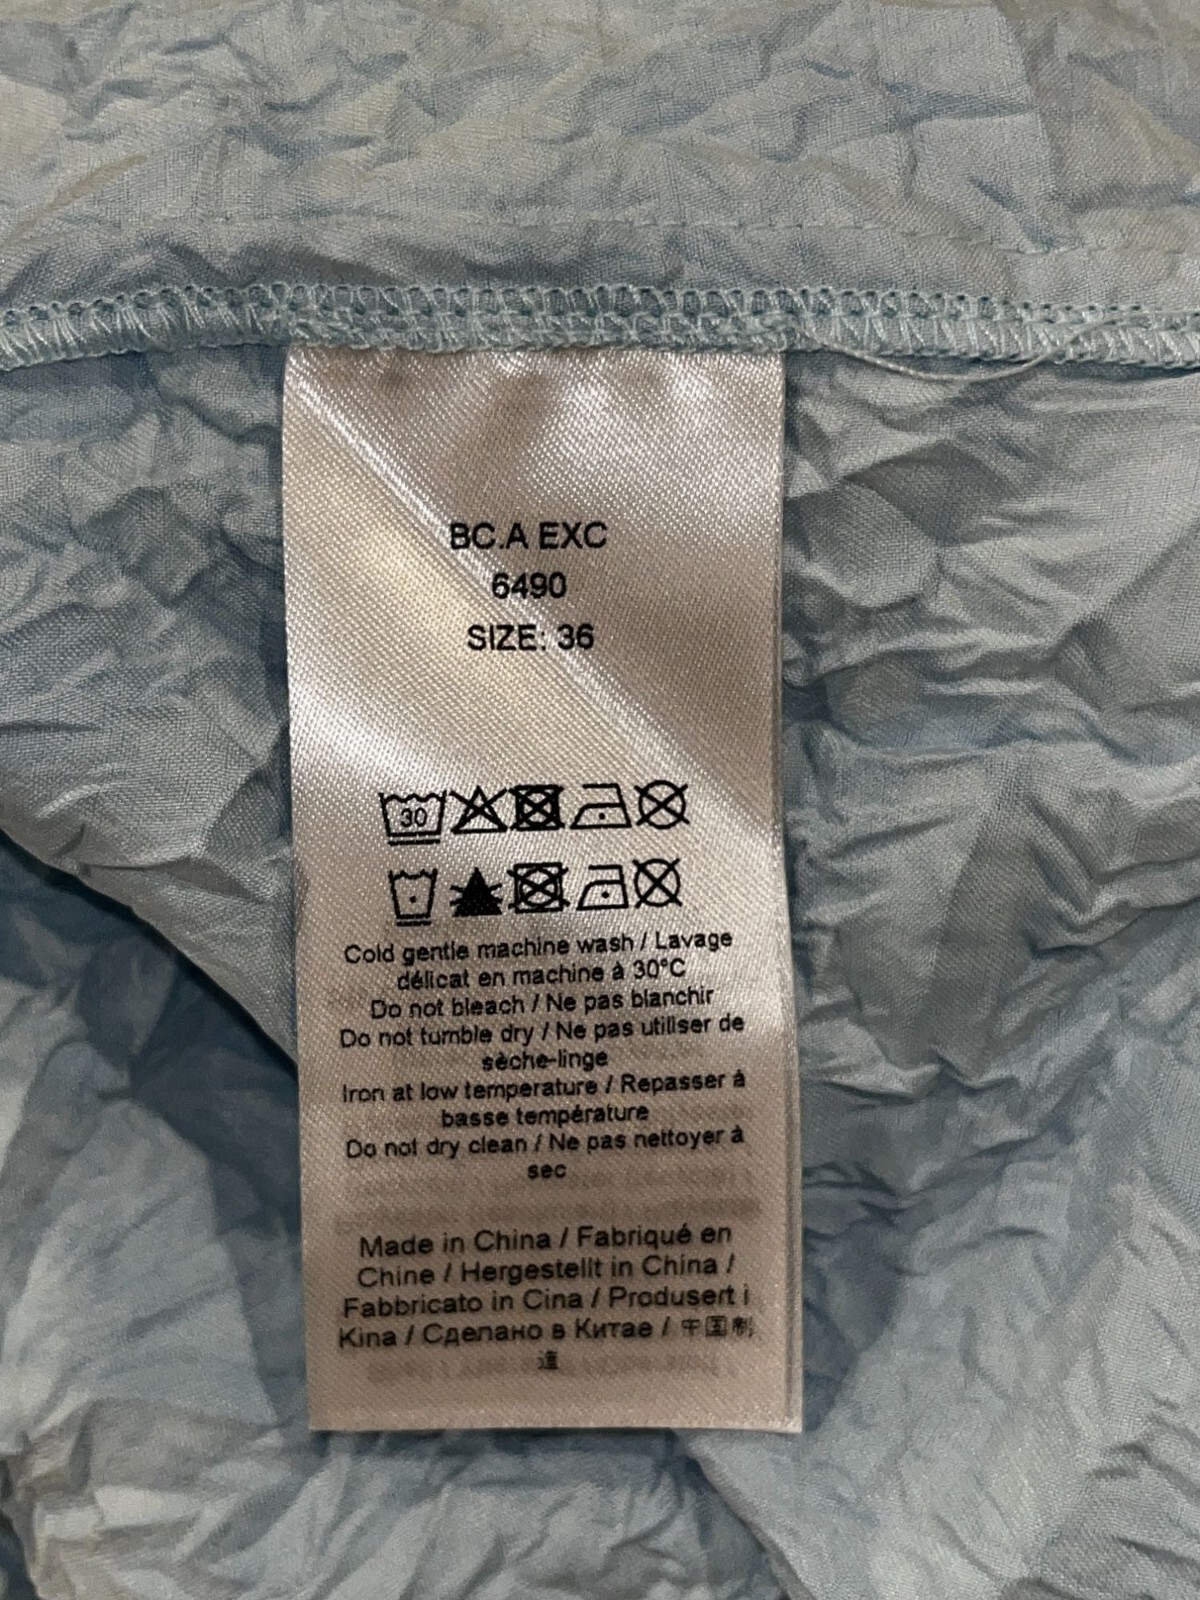 BC.A EXC
6490
SIZE: 36
30
Cold gentle machine wash / Lavage
délicat en machine à 30°C
Do not bleach / Ne pas blanchir
Do not tumble dry / Ne pas utiliser de
sèche-linge
Iron at low temperature / Repasser à
basse température
Do not dry clean / Ne pas nettoyer à
sec
Made in China / Fabriqué en
Chine / Hergestellt in China /
Fabbricato in Cina / Produsert i
Kina / Сделано в Китае / 中国制
造